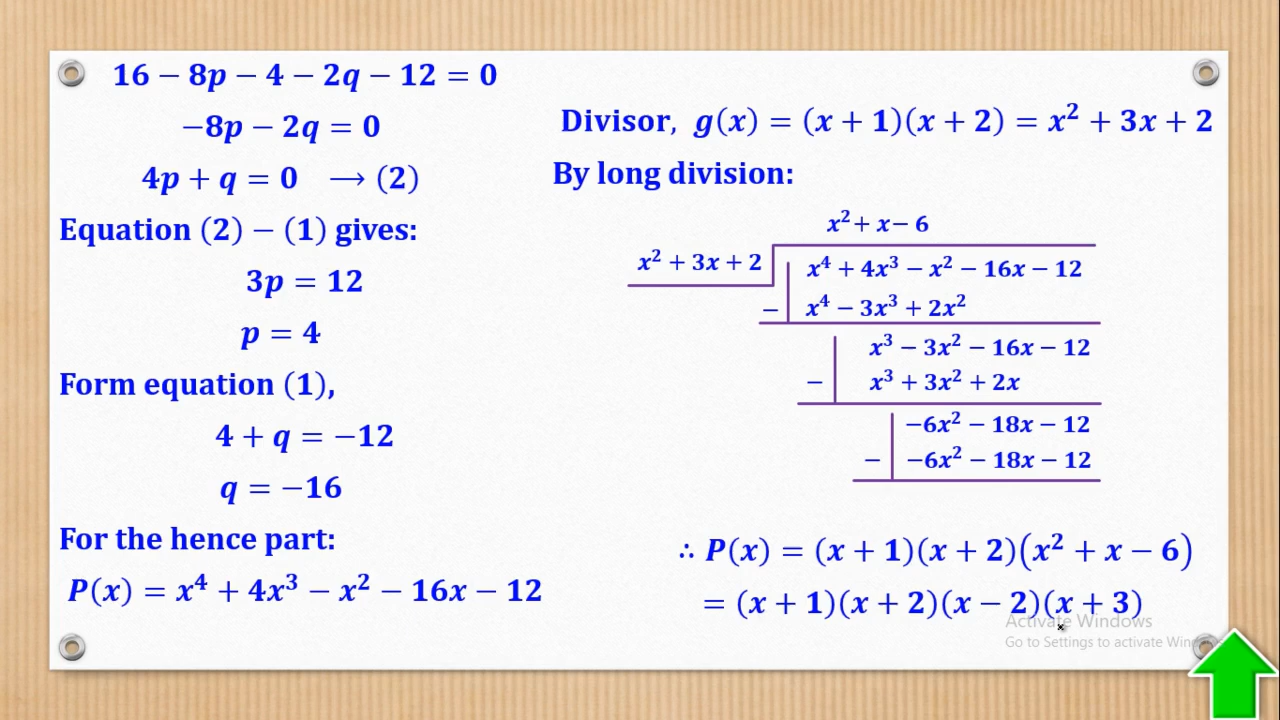 16 − 8p − 4 − 2q − 12 = 0
−8p − 2q = 0
4p + q = 0 → (2)
Equation (2) − (1) gives:
3p = 12
p = 4
Form equation (1),
4 + q = −12
q = −16
For the hence part:
P(x) = x⁴ + 4x³ − x² − 16x − 12
Divisor, g(x) = (x + 1)(x + 2) = x² + 3x + 2
By long division:
x² + x − 6
x² + 3x + 2
x⁴ + 4x³ − x² − 16x − 12
− x⁴ − 3x³ + 2x²
x³ − 3x² − 16x − 12
− x³ + 3x² + 2x
−6x² − 18x − 12
− −6x² − 18x − 12
∴ P(x) = (x + 1)(x + 2)(x² + x − 6)
= (x + 1)(x + 2)(x − 2)(x + 3)
Activate Windows
Go to Settings to activate Windows